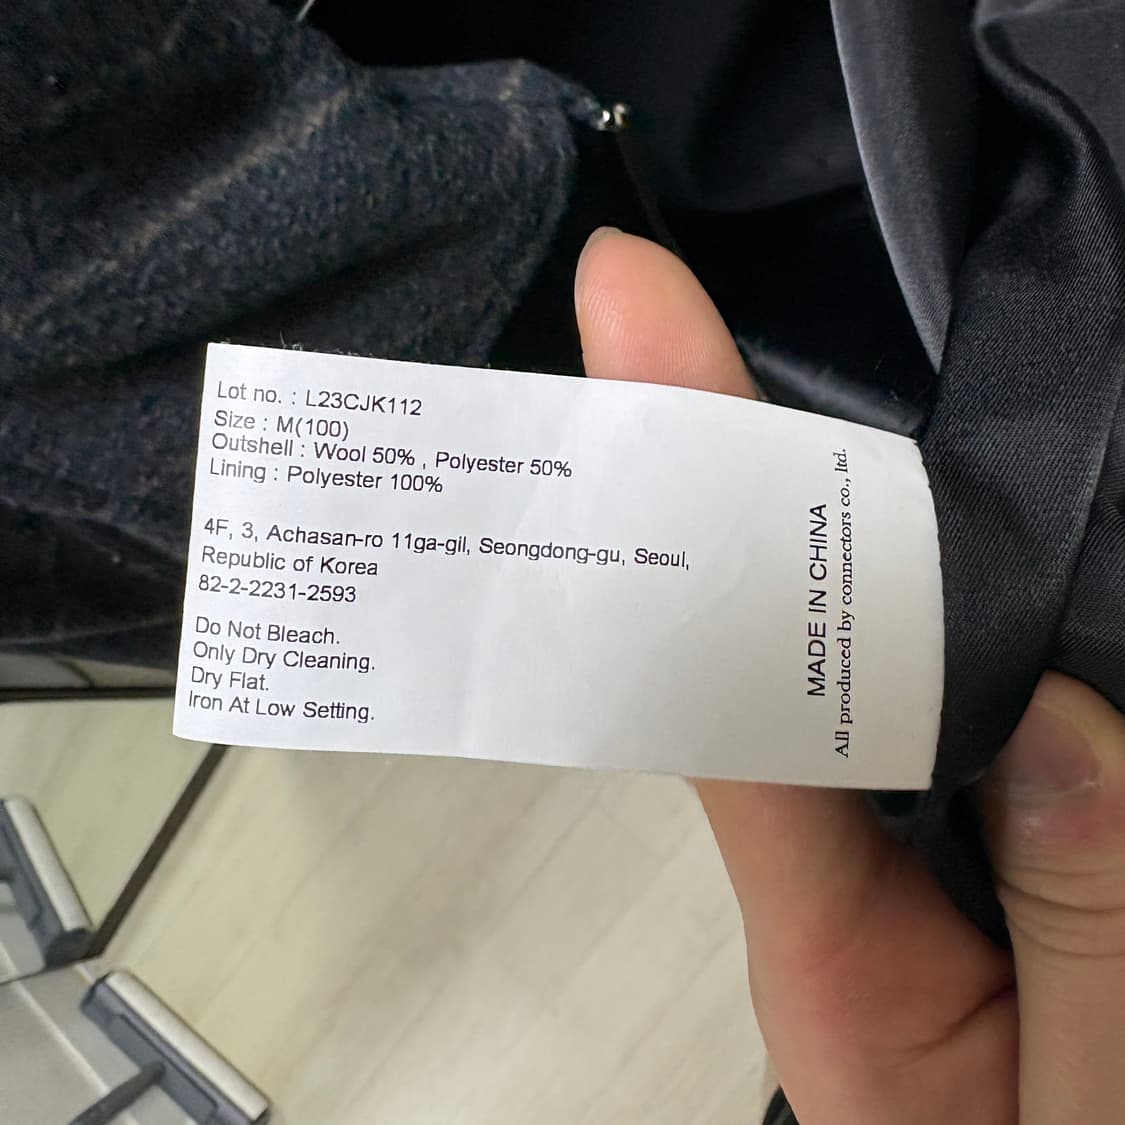 Lot no. : L23CJK112
Size : M(100)
Outshell : Wool 50% , Polyester 50%
Lining : Polyester 100%
4F, 3, Achasan-ro 11ga-gil, Seongdong-gu, Seoul,
Republic of Korea
82-2-2231-2593
Do Not Bleach.
Only Dry Cleaning.
Dry Flat.
Iron At Low Setting.
MADE IN CHINA
All produced by connectors co., ltd.